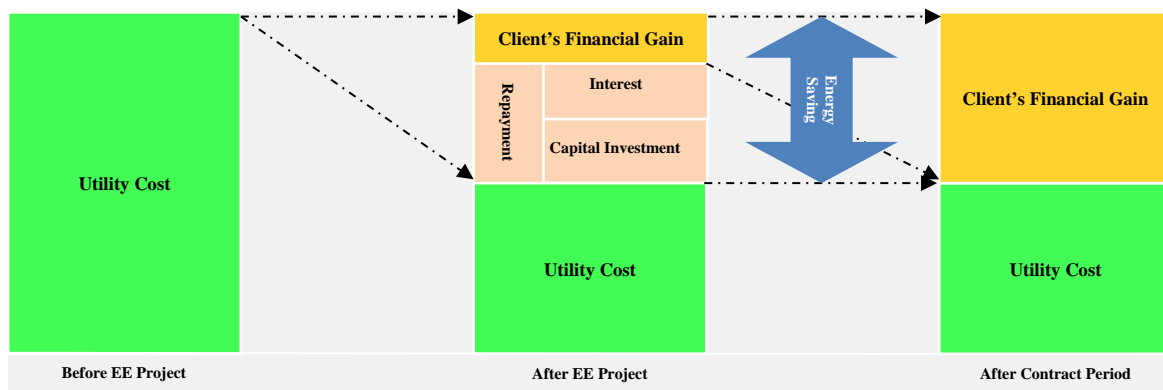 Utility Cost
Client’s Financial Gain
Repayment
Interest
Capital Investment
Utility Cost
Energy
Saving
Client’s Financial Gain
Utility Cost
Before EE Project
After EE Project
After Contract Period